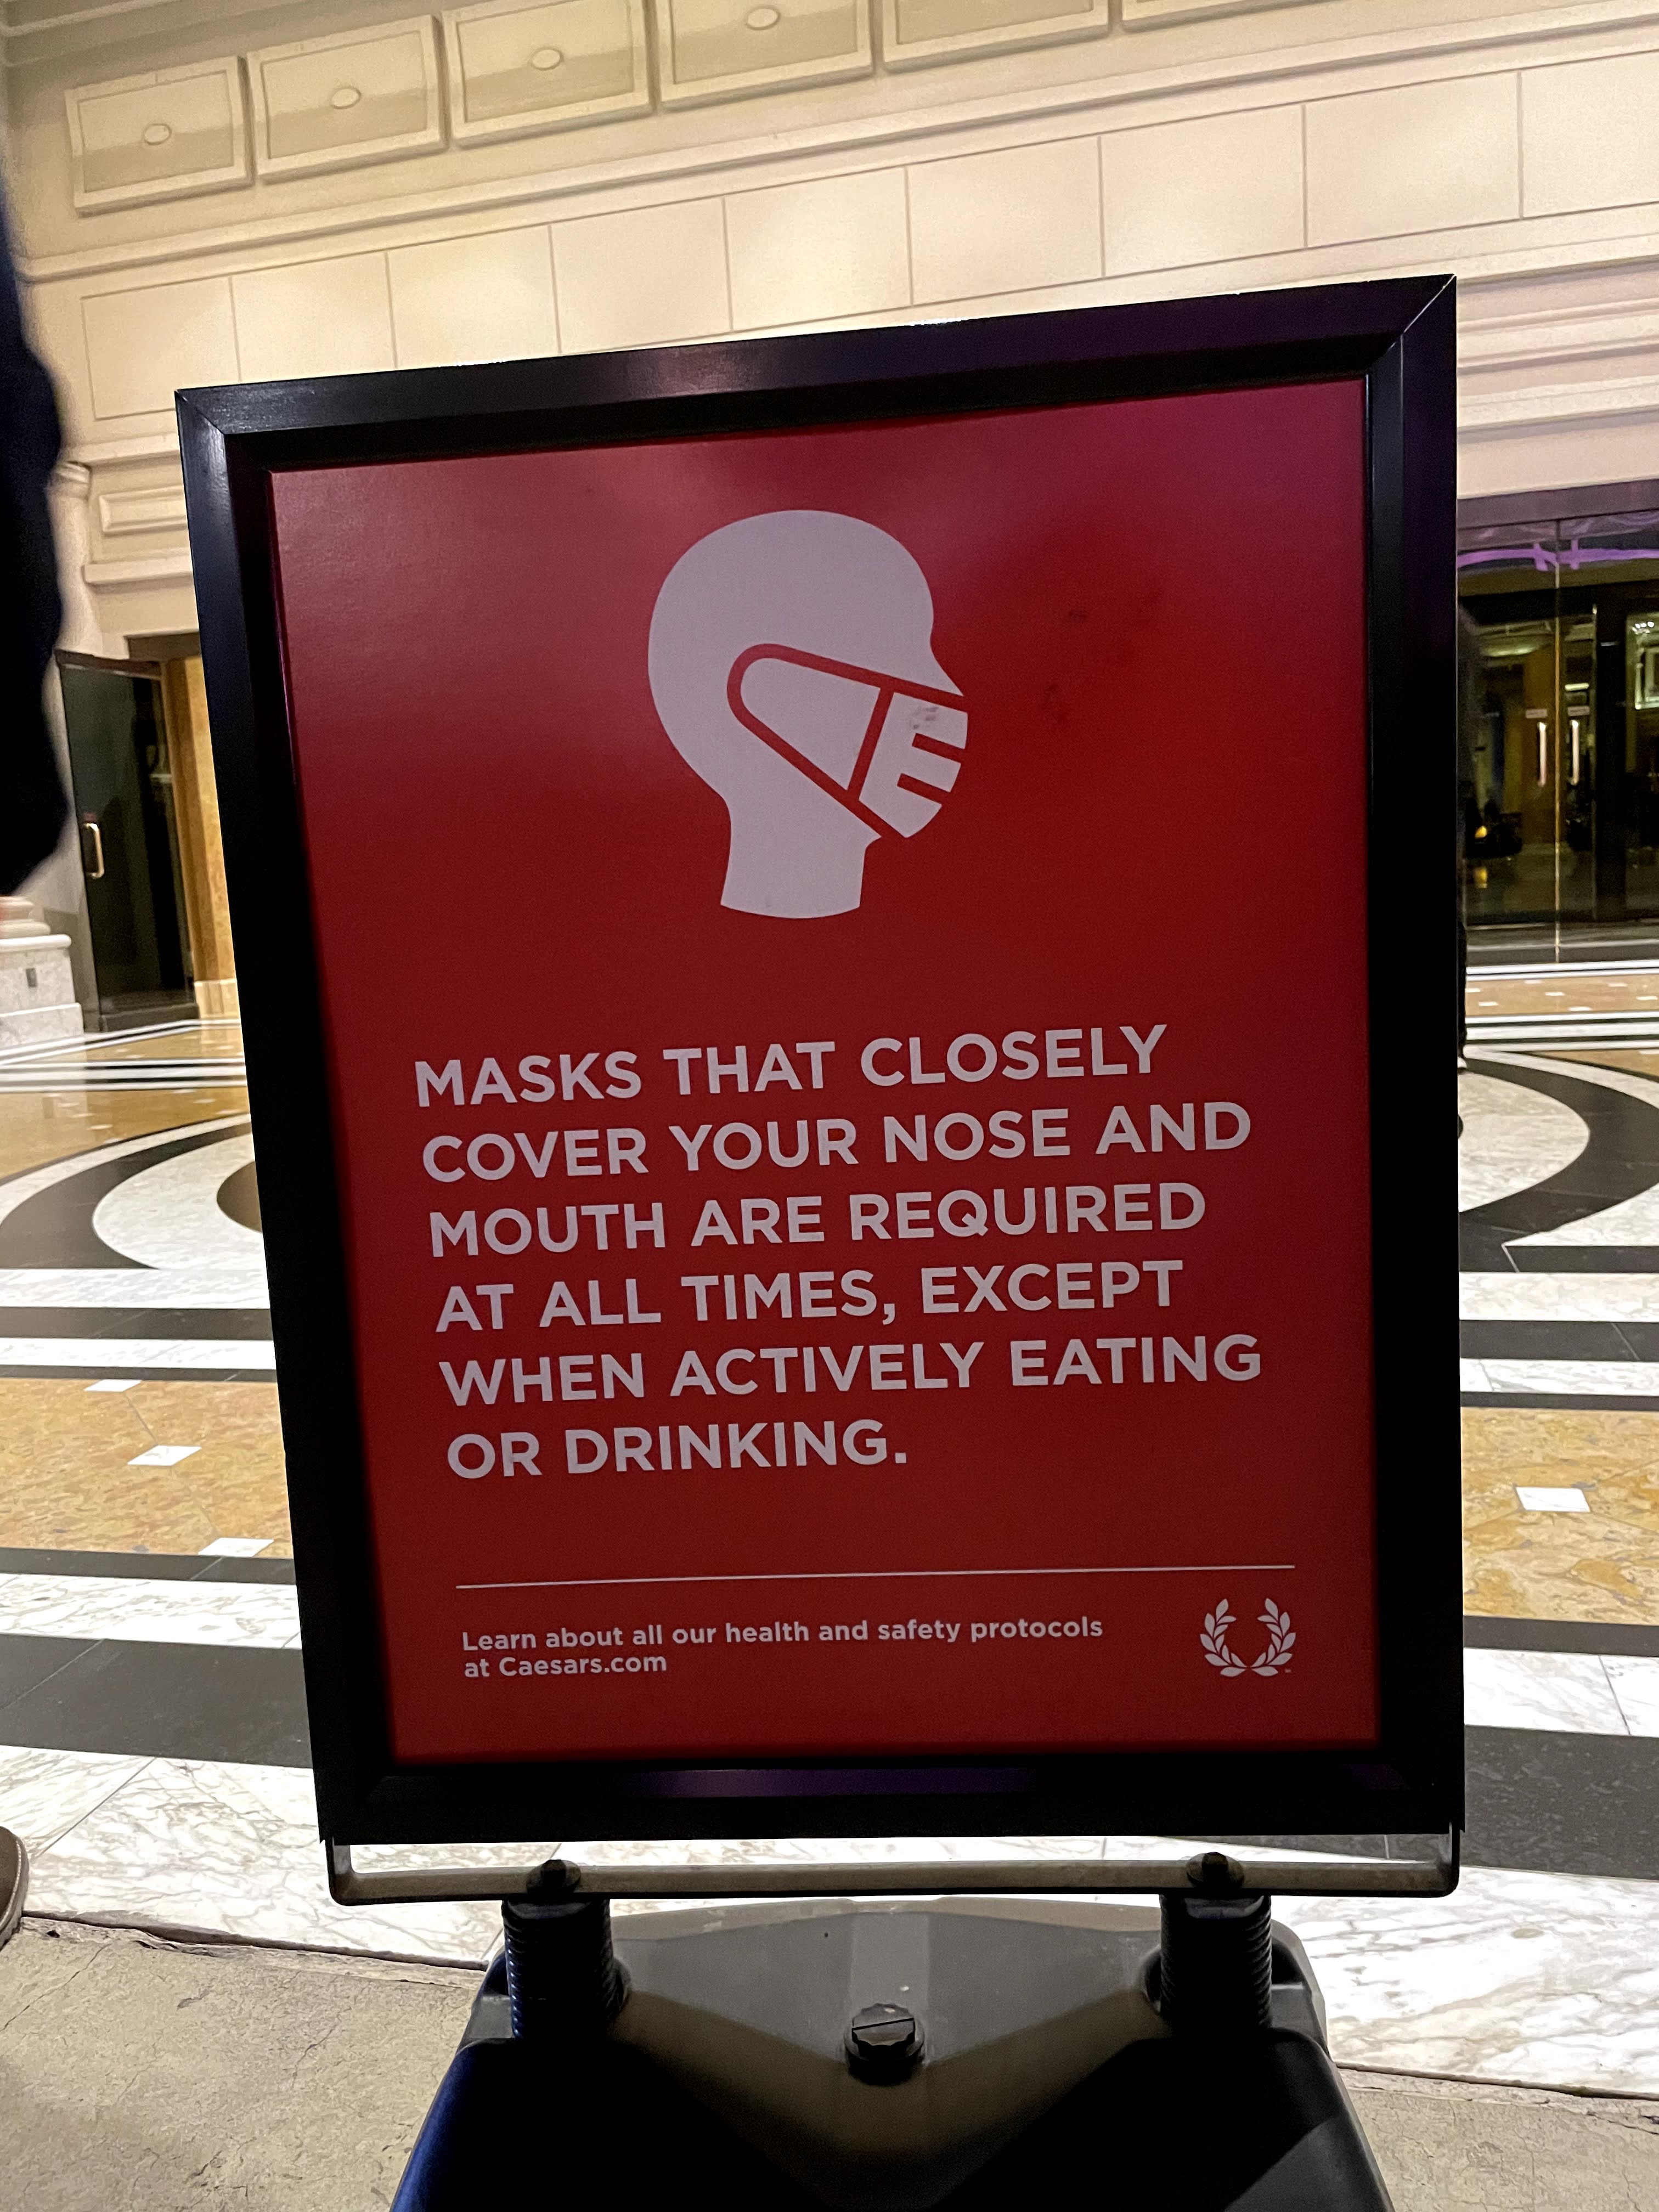 MASKS THAT CLOSELY
COVER YOUR NOSE AND
MOUTH ARE REQUIRED
AT ALL TIMES, EXCEPT
WHEN ACTIVELY EATING
OR DRINKING.
Learn about all our health and safety protocols
at Caesars.com